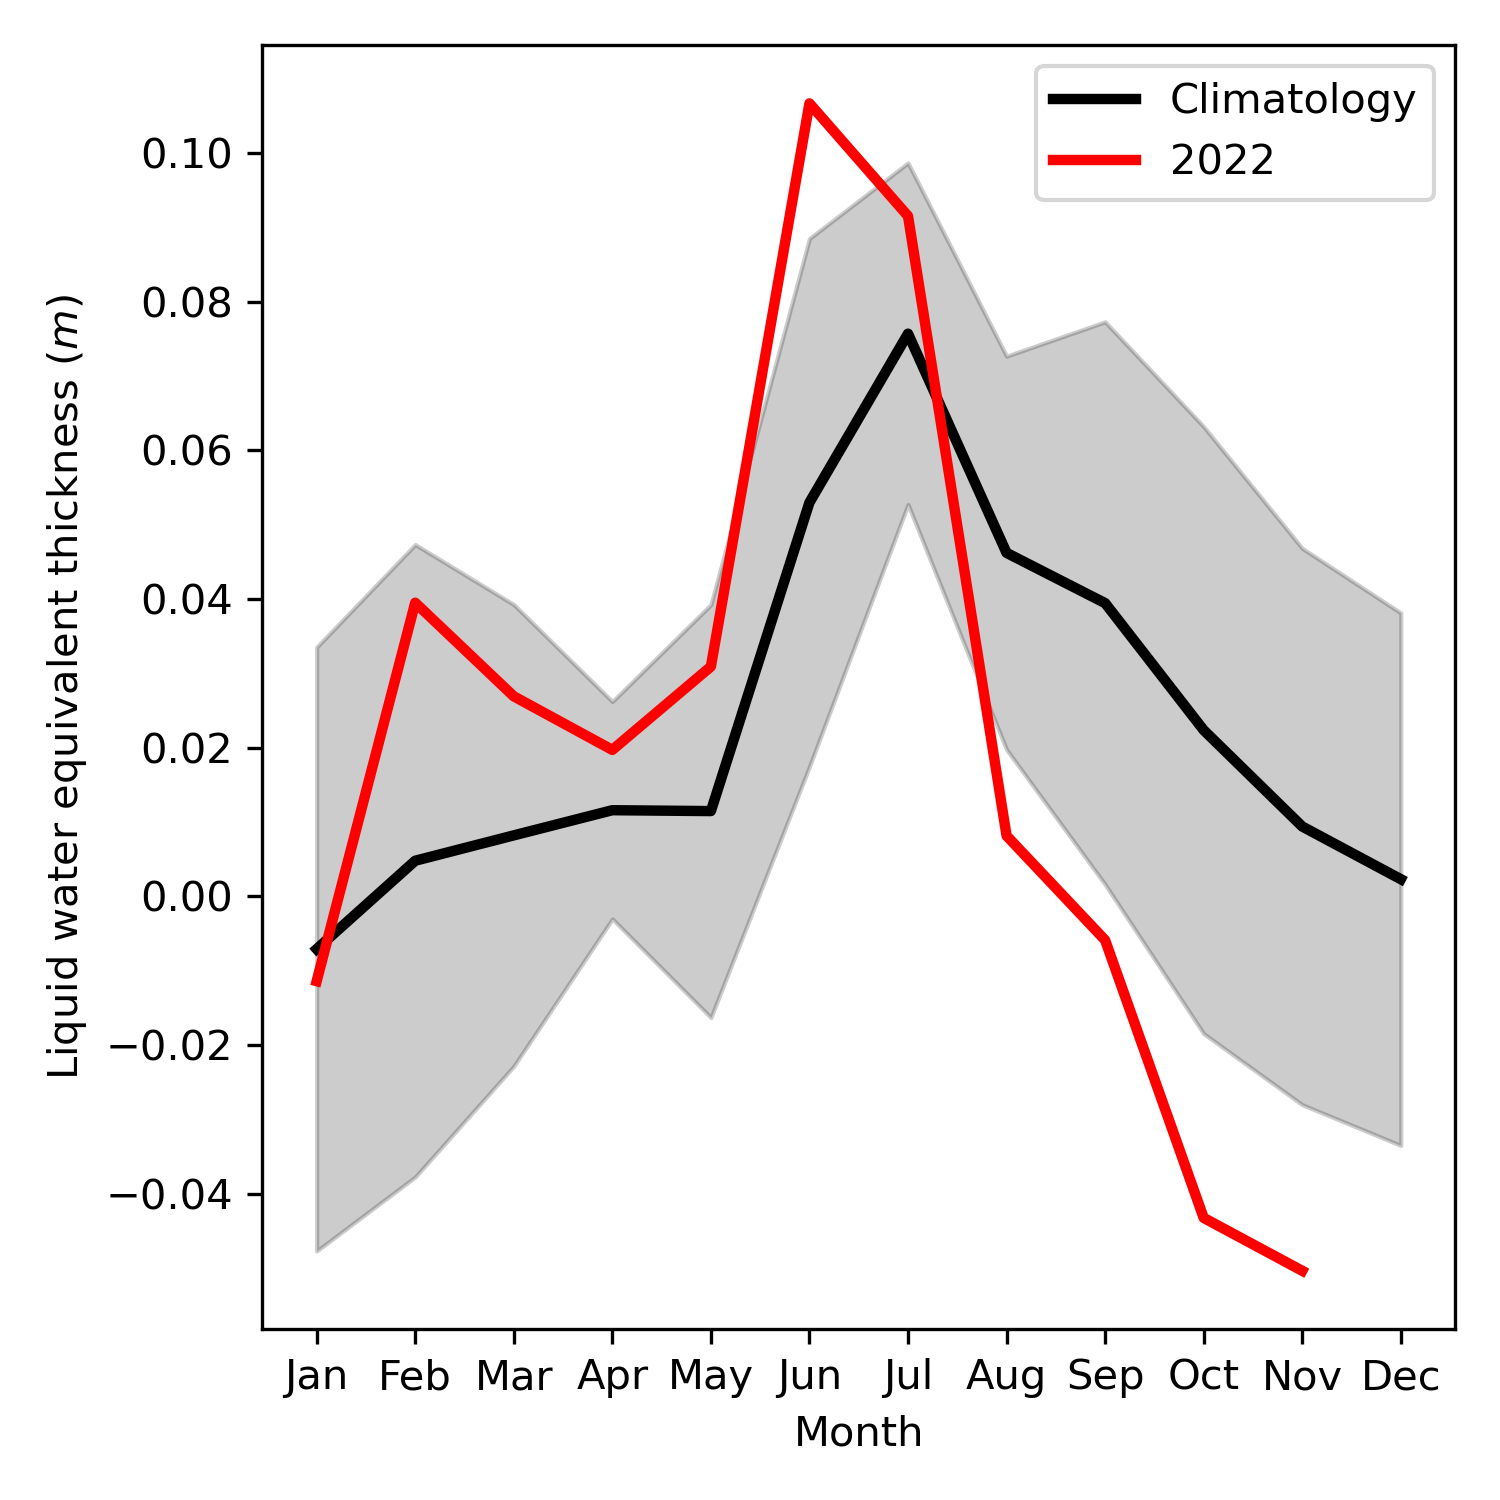 Climatology
2022
0.10
0.08
0.06
0.04
0.02
0.00
−0.02
−0.04
Liquid water equivalent thickness (m)
Jan Feb Mar Apr May Jun Jul Aug Sep Oct Nov Dec
Month